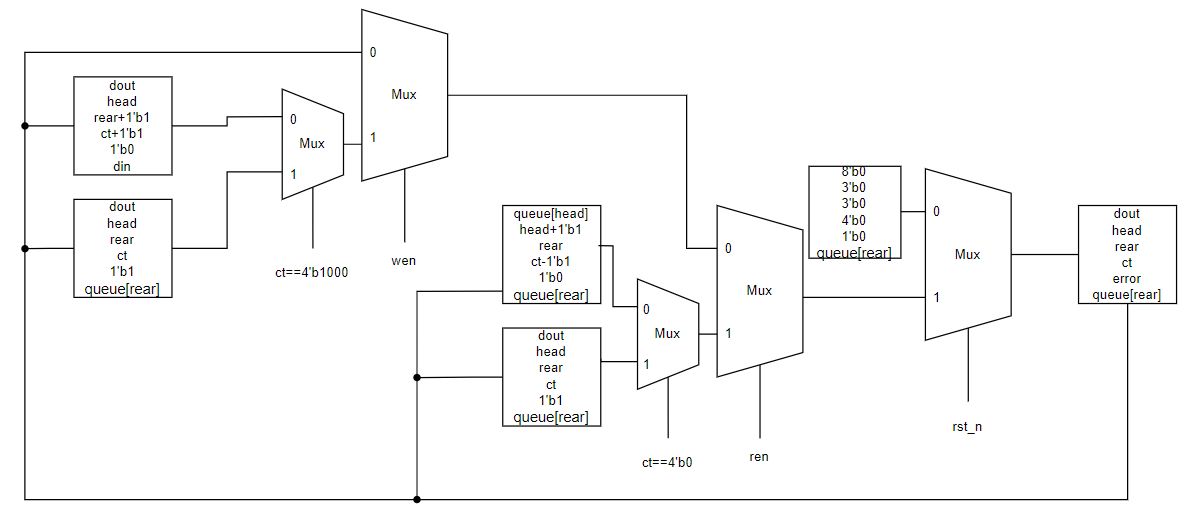 0
Mux
1
wen
dout
head
rear+1'b1
ct+1'b1
1'b0
din
0
Mux
1
ct==4'b1000
dout
head
rear
ct
1'b1
queue[rear]
queue[head]
head+1'b1
rear
ct-1'b1
1'b0
queue[rear]
dout
head
rear
ct
1'b1
queue[rear]
0
Mux
1
ct==4'b0
0
Mux
1
ren
8'b0
3'b0
3'b0
4'b0
1'b0
queue[rear]
0
Mux
1
rst_n
dout
head
rear
ct
error
queue[rear]